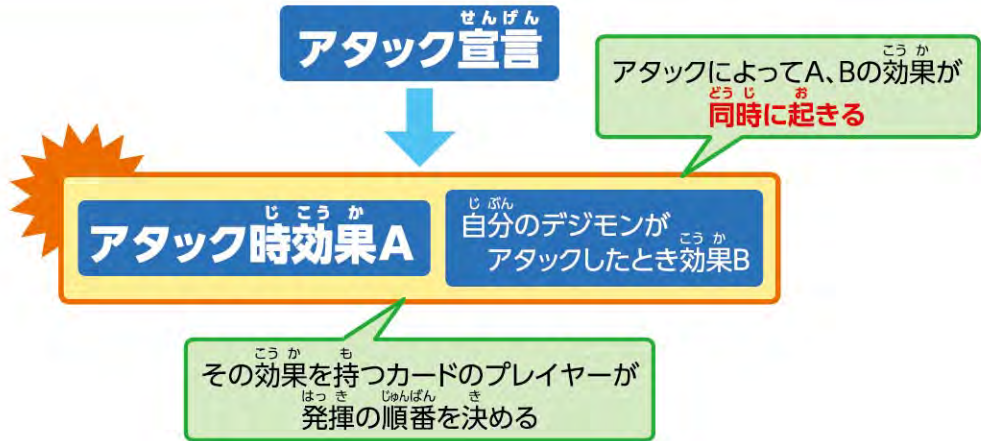 アタック宣言
せんげん
アタックによってA、Bの効果が
こうか
同時に起きる
どうじ お
アタック時効果A
じ こうか
自分のデジモンが
じぶん
アタックしたとき効果B
こうか
その効果を持つカードのプレイヤーが
こうか も
発揮の順番を決める
はっき じゅんばん き